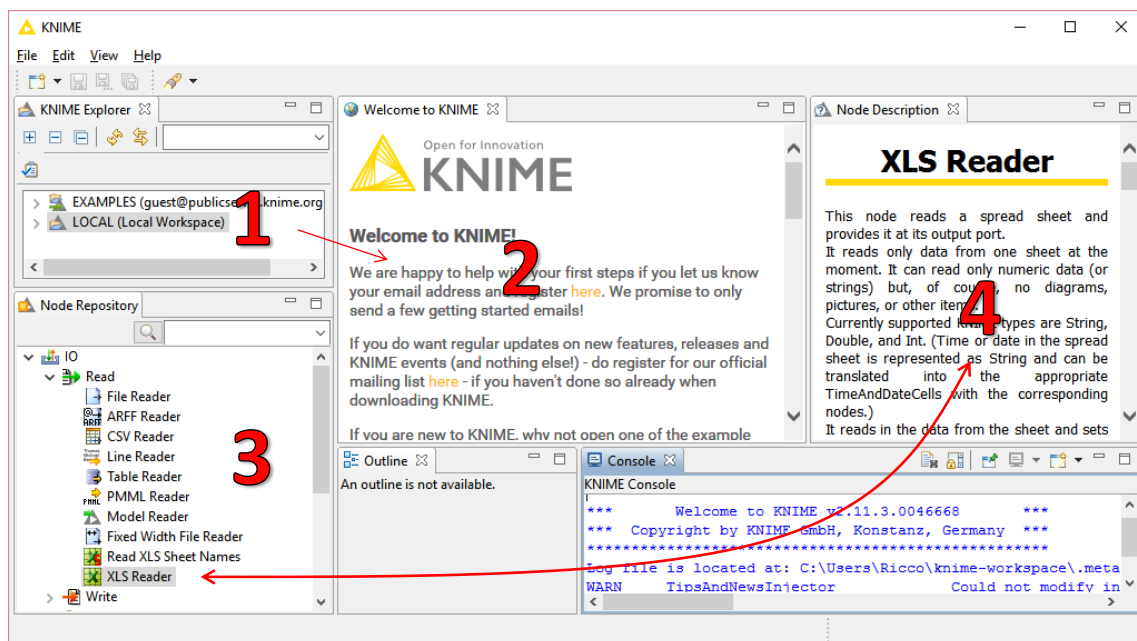 KNIME
File Edit View Help
KNIME Explorer
EXAMPLES (guest@publicse knime.org
LOCAL (Local Workspace)
1
Node Repository
IO
Read
File Reader
ARFF Reader
CSV Reader
Line Reader
Table Reader
PMML Reader
Model Reader
Fixed Width File Reader
Read XLS Sheet Names
XLS Reader
Write
3
Welcome to KNIME
Open for Innovation
KNIME
Welcome to KNIME!
We are happy to help with your first steps if you let us know
your email address and register here. We promise to only
send a few getting started emails!
If you do want regular updates on new features, releases and
KNIME events (and nothing else!) - do register for our official
mailing list here - if you haven't done so already when
downloading KNIME.
If you are new to KNIME, why not open one of the example
2
Node Description
XLS Reader
This node reads a spread sheet and
provides it at its output port.
It reads only data from one sheet at the
moment. It can read only numeric data (or
strings) but, of course, no diagrams,
pictures, or other items.
Currently supported KNIME types are String,
Double, and Int. (Time or date in the spread
sheet is represented as String and can be
translated into the appropriate
TimeAndDateCells with the corresponding
nodes.)
It reads in the data from the sheet and sets
4
Outline
An outline is not available.
Console
KNIME Console
*** Welcome to KNIME v2.11.3.0046668 ***
*** Copyright by KNIME GmbH, Konstanz, Germany ***
****************************************************
Log file is located at: C:\Users\Ricco\knime-workspace\.meta
WARN TipsAndNewsInjector Could not modify in